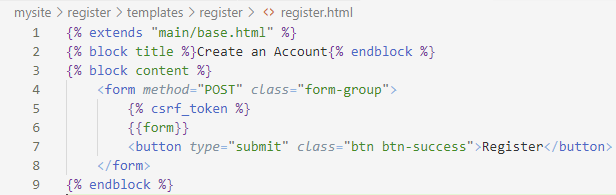 mysite > register > templates > register > <> register.html
1 {% extends "main/base.html" %}
2 {% block title %}Create an Account{% endblock %}
3 {% block content %}
4     <form method="POST" class="form-group">
5         {% csrf_token %}
6         {{form}}
7         <button type="submit" class="btn btn-success">Register</button>
8     </form>
9 {% endblock %}